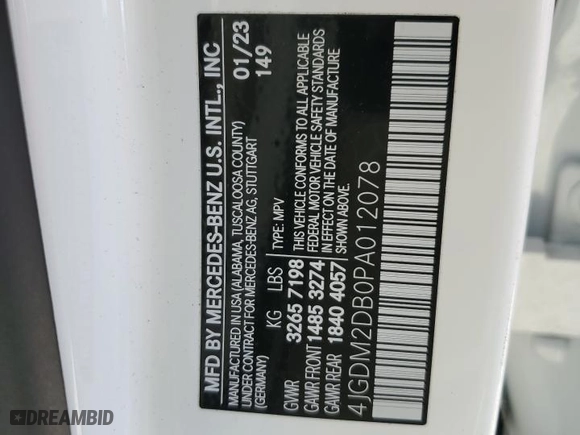 MFD BY MERCEDES-BENZ U.S. INTL., INC
MANUFACTURED IN USA (ALABAMA, TUSCALOOSA COUNTY)
UNDER CONTRACT FOR MERCEDES-BENZ AG, STUTTGART
(GERMANY)
01/23
149
KG LBS
GVWR 3265 7198
GAWR FRONT 1485 3274
GAWR REAR 1840 4057
TYPE: MPV
THIS VEHICLE CONFORMS TO ALL APPLICABLE
FEDERAL MOTOR VEHICLE SAFETY STANDARDS
IN EFFECT ON THE DATE OF MANUFACTURE
SHOWN ABOVE.
4JGDM2DB0PA012078
DREAMBID